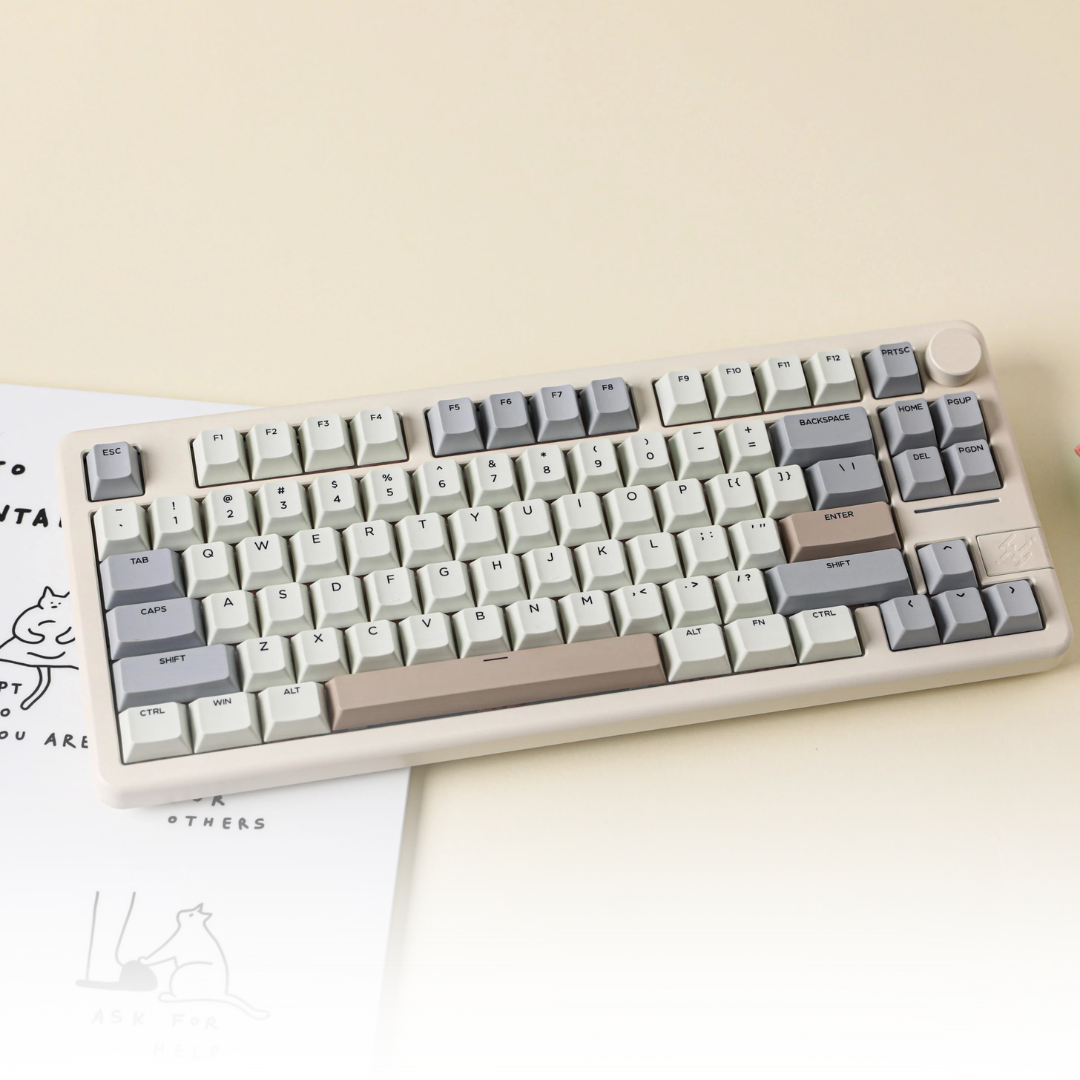 ESC F1 F2 F3 F4 F5 F6 F7 F8 F9 F10 F11 F12 PRTSC
~ ! @ # $ % ^ & * ( ) _ + BACKSPACE HOME PGUP
` 1 2 3 4 5 6 7 8 9 0 - =
TAB Q W E R T Y U I O P [{ ]} \| DEL PGDN
CAPS A S D F G H J K L ;: '" ENTER
SHIFT Z X C V B N M ,< .> /? SHIFT ^
CTRL WIN ALT — ALT FN CTRL < ⌄ >
TO
OU ARE
OTHERS
ASK FOR
HELP